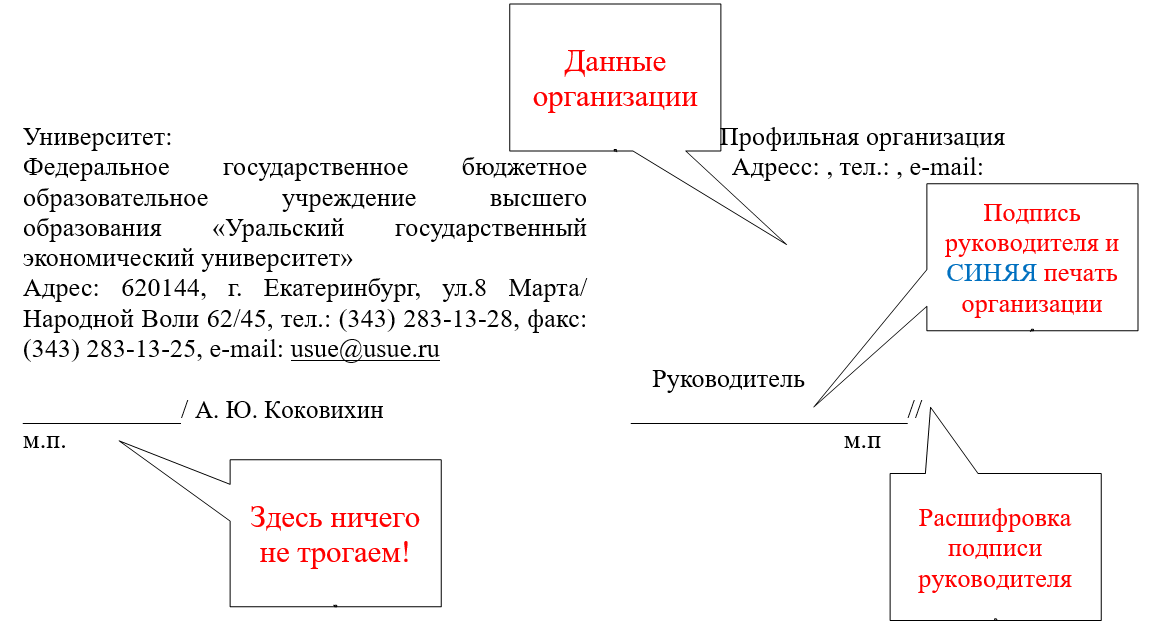 Данные
организации
Университет:
Федеральное государственное бюджетное
образовательное учреждение высшего
образования «Уральский государственный
экономический университет»
Адрес: 620144, г. Екатеринбург, ул.8 Марта/
Народной Воли 62/45, тел.: (343) 283-13-28, факс:
(343) 283-13-25, e-mail: usue@usue.ru
____________/ А. Ю. Коковихин
м.п.
Здесь ничего
не трогаем!
Профильная организация
Адресс: , тел.: , e-mail:
Подпись
руководителя и
СИНЯЯ печать
организации
Руководитель
_____________________//
м.п
Расшифровка
подписи
руководителя